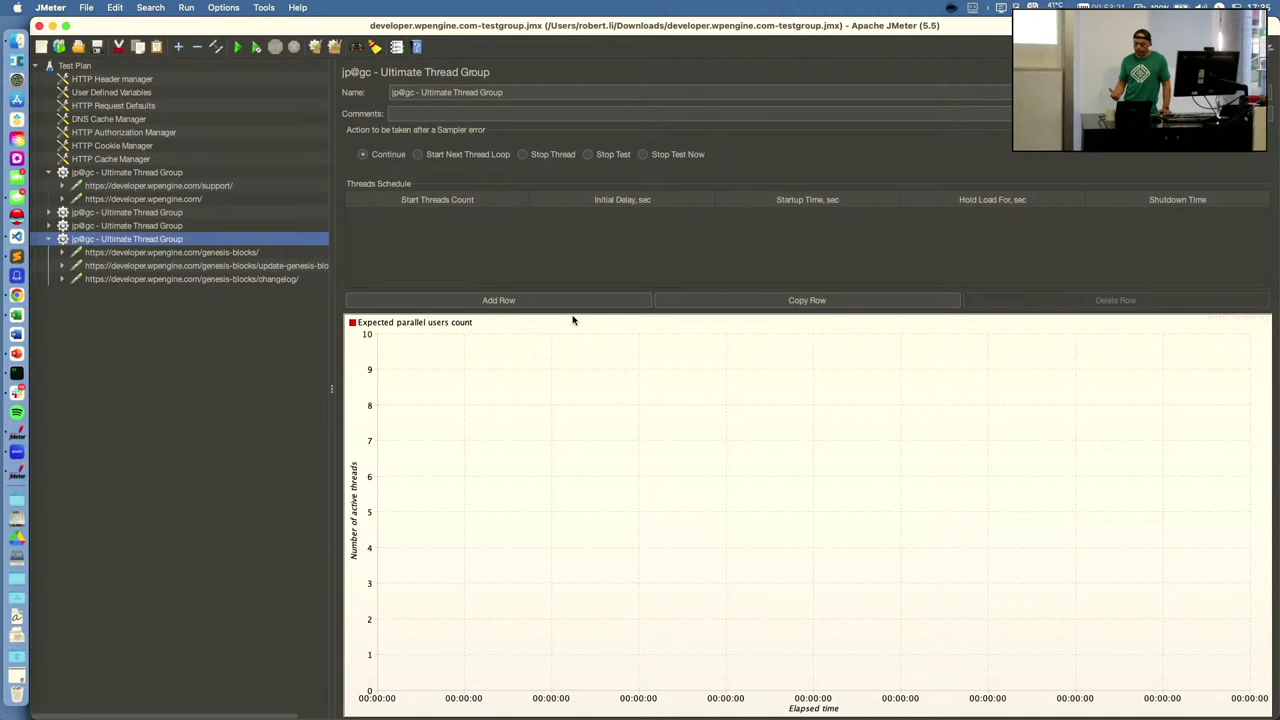 JMeter File Edit Search Run Options Tools Help
developer.wpengine.com-testgroup.jmx (/Users/robert.li/Downloads/developer.wpengine.com-testgroup.jmx) - Apache JMeter (5.5)
Test Plan
HTTP Header manager
User Defined Variables
HTTP Request Defaults
DNS Cache Manager
HTTP Authorization Manager
HTTP Cookie Manager
HTTP Cache Manager
jp@gc - Ultimate Thread Group
https://developer.wpengine.com/support/
https://developer.wpengine.com/
jp@gc - Ultimate Thread Group
jp@gc - Ultimate Thread Group
jp@gc - Ultimate Thread Group
https://developer.wpengine.com/genesis-blocks/
https://developer.wpengine.com/genesis-blocks/update-genesis-blo
https://developer.wpengine.com/genesis-blocks/changelog/
jp@gc - Ultimate Thread Group
Name: jp@gc - Ultimate Thread Group
Comments:
Action to be taken after a Sampler error
Continue Start Next Thread Loop Stop Thread Stop Test Stop Test Now
Threads Schedule
Start Threads Count Initial Delay, sec Startup Time, sec Hold Load For, sec Shutdown Time
Add Row Copy Row Delete Row
Expected parallel users count
10
9
8
7
6
5
4
3
2
1
0
Number of active threads
00:00:00 00:00:00 00:00:00 00:00:00 00:00:00 00:00:00 00:00:00 00:00:00 00:00:00 00:00:00 00:00:00
Elapsed time